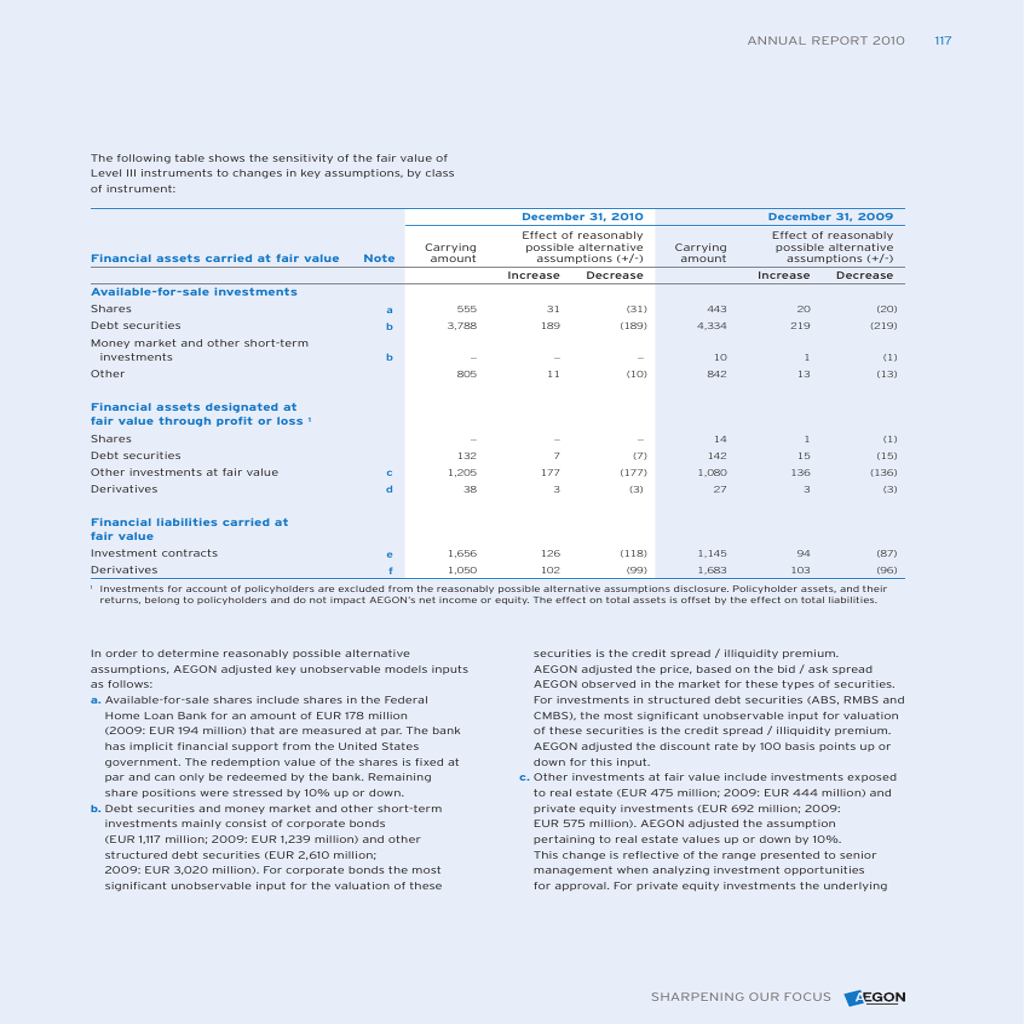 ANNUAL REPORT 2010 117
The following table shows the sensitivity of the fair value of
Level III instruments to changes in key assumptions, by class
of instrument:
December 31, 2010 December 31, 2009
Financial assets carried at fair value Note Carrying amount Effect of reasonably possible alternative assumptions (+/-) Carrying amount Effect of reasonably possible alternative assumptions (+/-)
Increase Decrease Increase Decrease
Available-for-sale investments
Shares a 555 31 (31) 443 20 (20)
Debt securities b 3,788 189 (189) 4,334 219 (219)
Money market and other short-term
investments b – – – 10 1 (1)
Other 805 11 (10) 842 13 (13)
Financial assets designated at
fair value through profit or loss ¹
Shares – – – 14 1 (1)
Debt securities 132 7 (7) 142 15 (15)
Other investments at fair value c 1,205 177 (177) 1,080 136 (136)
Derivatives d 38 3 (3) 27 3 (3)
Financial liabilities carried at
fair value
Investment contracts e 1,656 126 (118) 1,145 94 (87)
Derivatives f 1,050 102 (99) 1,683 103 (96)
¹ Investments for account of policyholders are excluded from the reasonably possible alternative assumptions disclosure. Policyholder assets, and their
returns, belong to policyholders and do not impact AEGON's net income or equity. The effect on total assets is offset by the effect on total liabilities.
In order to determine reasonably possible alternative
assumptions, AEGON adjusted key unobservable models inputs
as follows:
a. Available-for-sale shares include shares in the Federal
Home Loan Bank for an amount of EUR 178 million
(2009: EUR 194 million) that are measured at par. The bank
has implicit financial support from the United States
government. The redemption value of the shares is fixed at
par and can only be redeemed by the bank. Remaining
share positions were stressed by 10% up or down.
b. Debt securities and money market and other short-term
investments mainly consist of corporate bonds
(EUR 1,117 million; 2009: EUR 1,239 million) and other
structured debt securities (EUR 2,610 million;
2009: EUR 3,020 million). For corporate bonds the most
significant unobservable input for the valuation of these
securities is the credit spread / illiquidity premium.
AEGON adjusted the price, based on the bid / ask spread
AEGON observed in the market for these types of securities.
For investments in structured debt securities (ABS, RMBS and
CMBS), the most significant unobservable input for valuation
of these securities is the credit spread / illiquidity premium.
AEGON adjusted the discount rate by 100 basis points up or
down for this input.
c. Other investments at fair value include investments exposed
to real estate (EUR 475 million; 2009: EUR 444 million) and
private equity investments (EUR 692 million; 2009:
EUR 575 million). AEGON adjusted the assumption
pertaining to real estate values up or down by 10%.
This change is reflective of the range presented to senior
management when analyzing investment opportunities
for approval. For private equity investments the underlying
SHARPENING OUR FOCUS AEGON